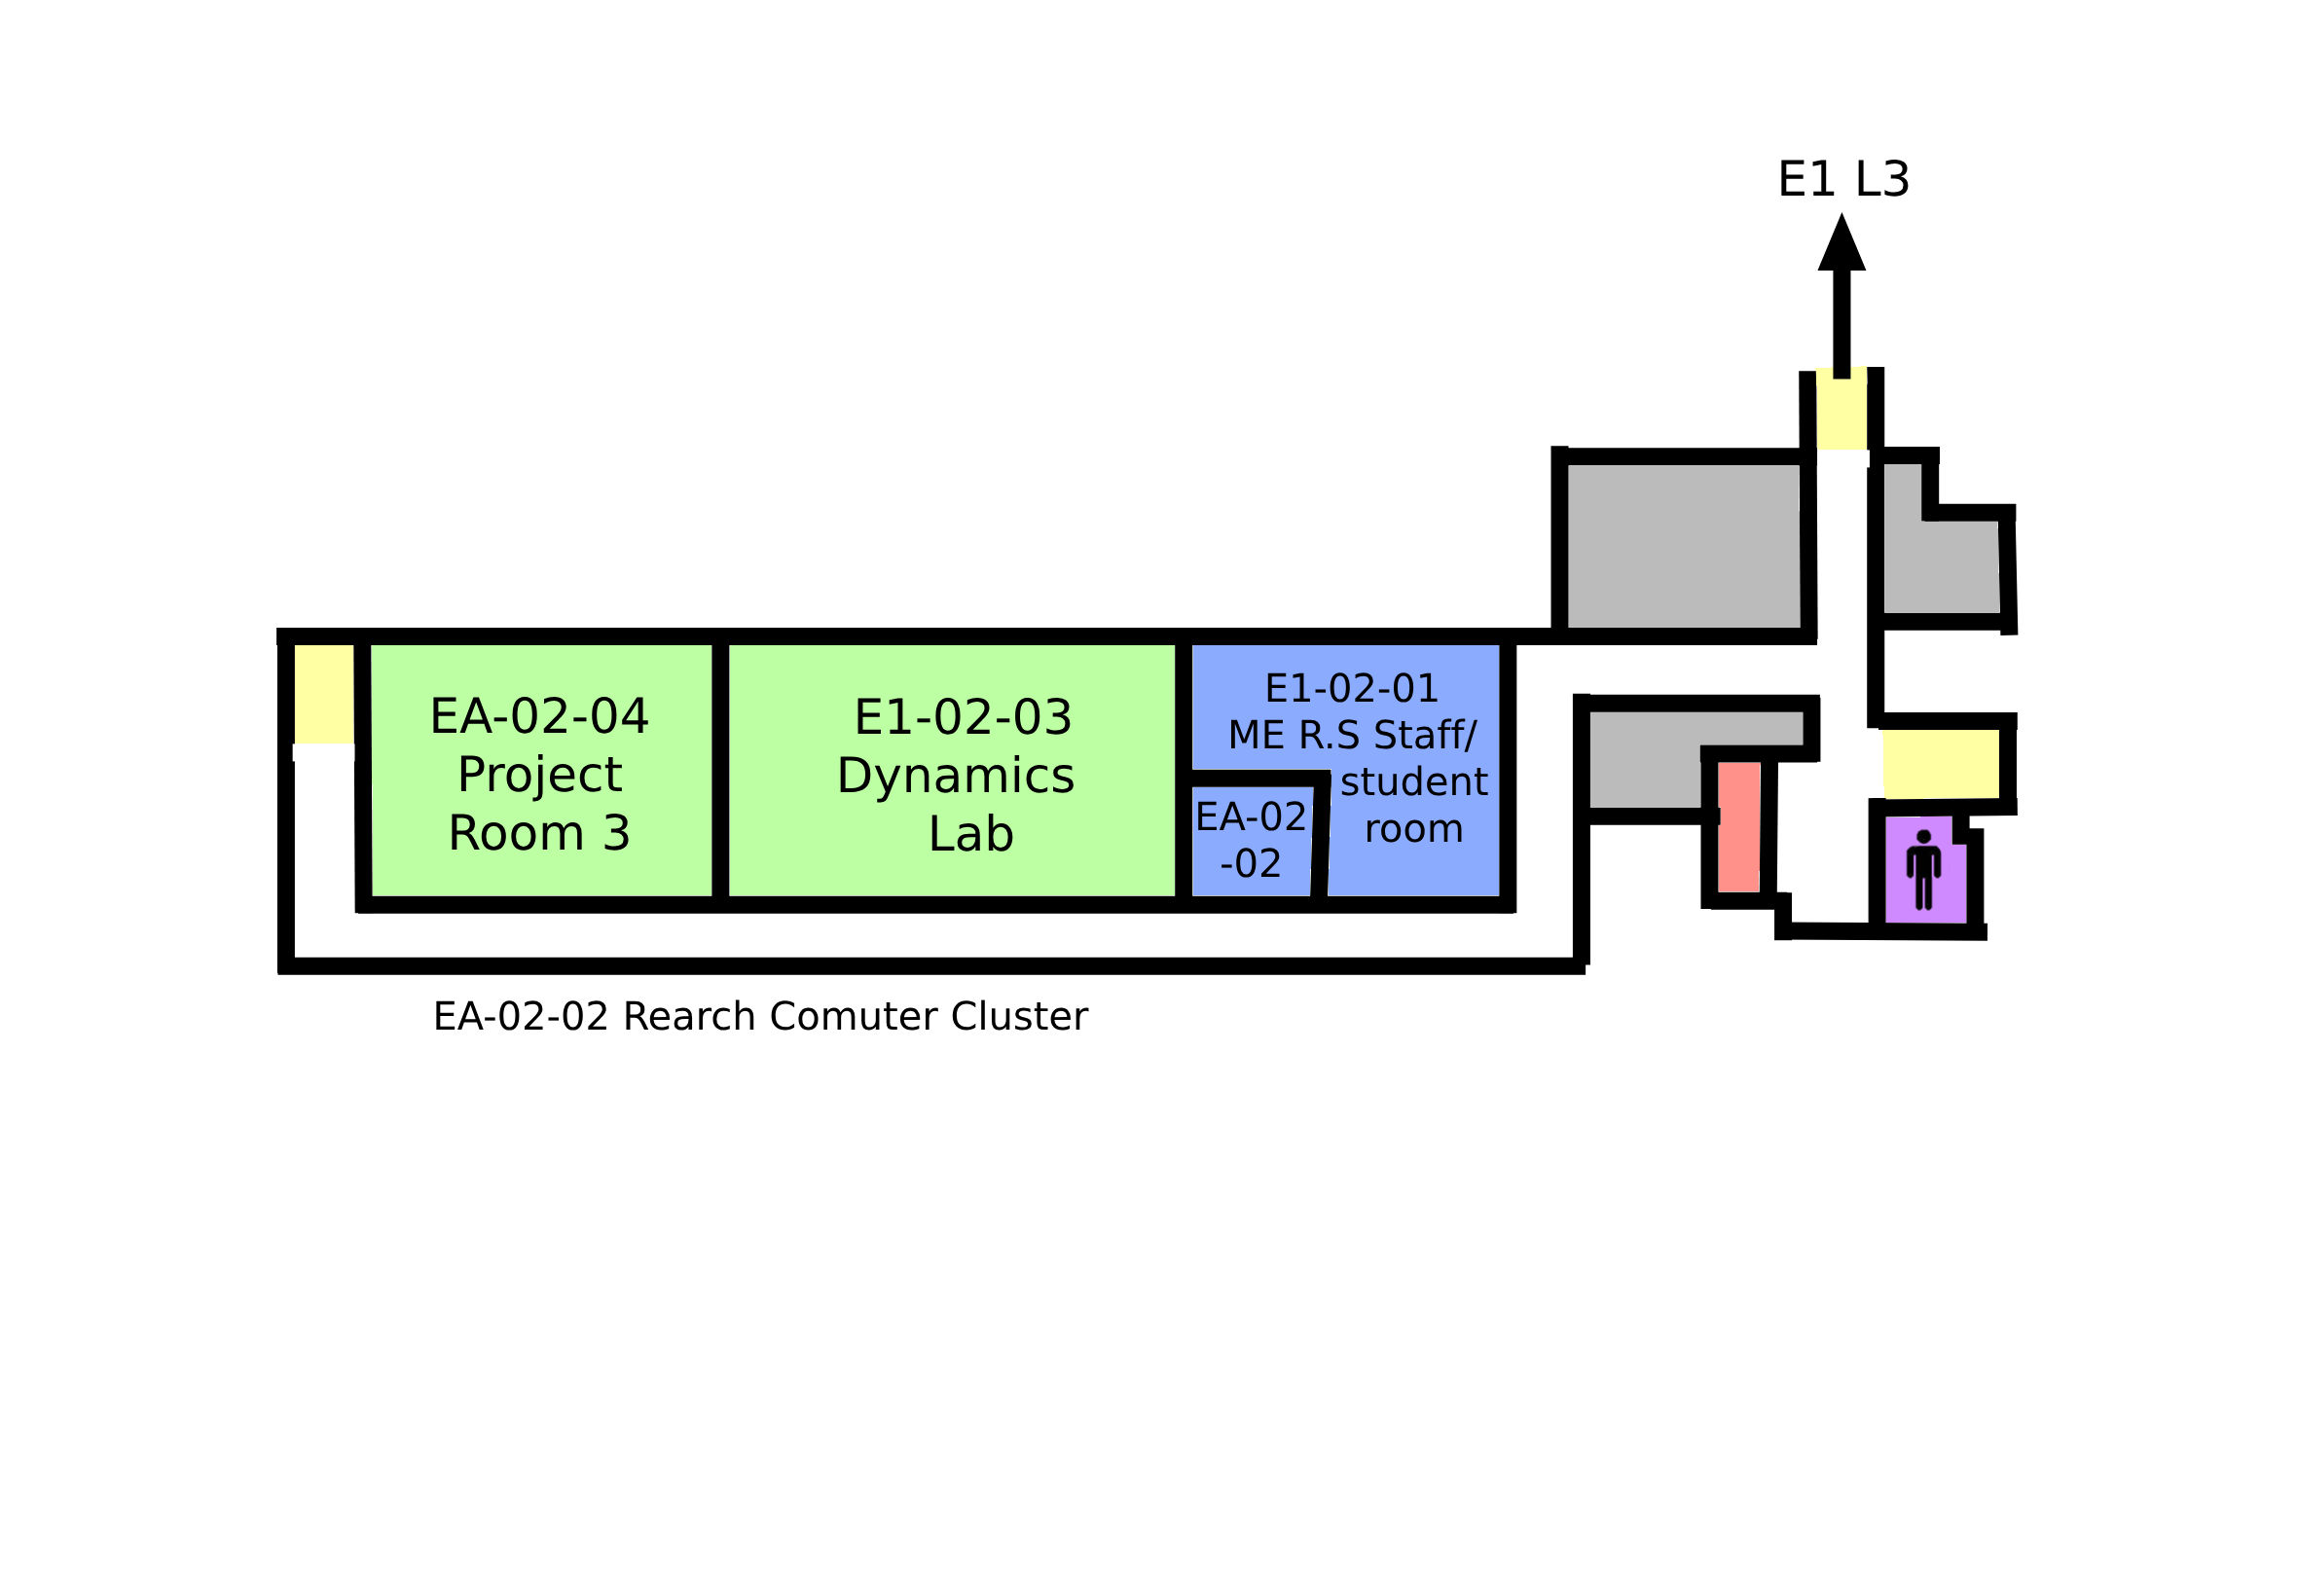 E1 L3
EA-02-04
Project
Room 3
E1-02-03
Dynamics
Lab
E1-02-01
ME R.S Staff/
student
room
EA-02
-02
EA-02-02 Rearch Comuter Cluster